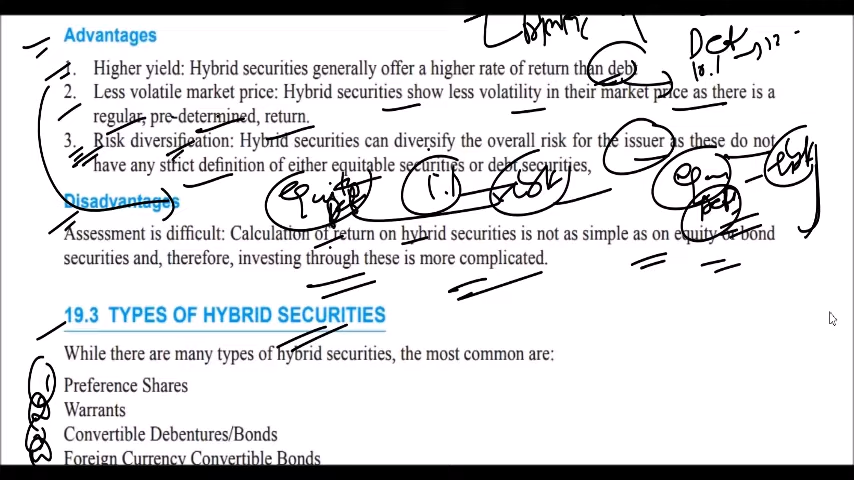 Debt
10.1 → 12
Advantages
1. Higher yield: Hybrid securities generally offer a higher rate of return than debt
2. Less volatile market price: Hybrid securities show less volatility in their market price as there is a
regular, pre-determined, return.
3. Risk diversification: Hybrid securities can diversify the overall risk for the issuer as these do not
have any strict definition of either equitable securities or debt securities,
Disadvantages
Assessment is difficult: Calculation of return on hybrid securities is not as simple as on equity or bond
securities and, therefore, investing through these is more complicated.
19.3 TYPES OF HYBRID SECURITIES
While there are many types of hybrid securities, the most common are:
Preference Shares
Warrants
Convertible Debentures/Bonds
Foreign Currency Convertible Bonds